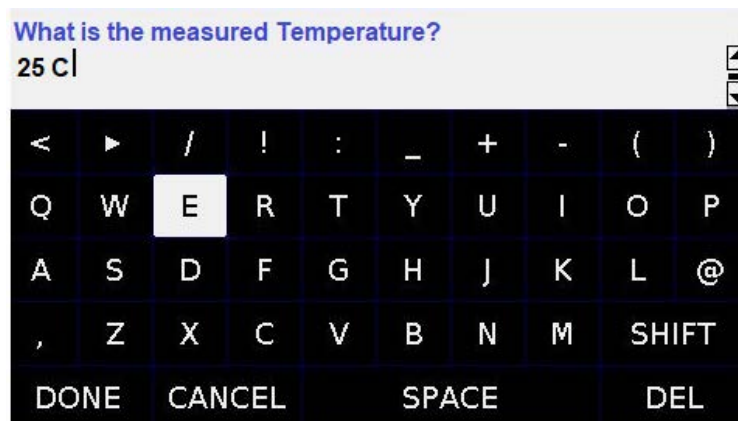 What is the measured Temperature?
25 C
< ► / ! : _ + - ( )
Q W E R T Y U I O P
A S D F G H J K L @
, Z X C V B N M SHIFT
DONE CANCEL SPACE DEL